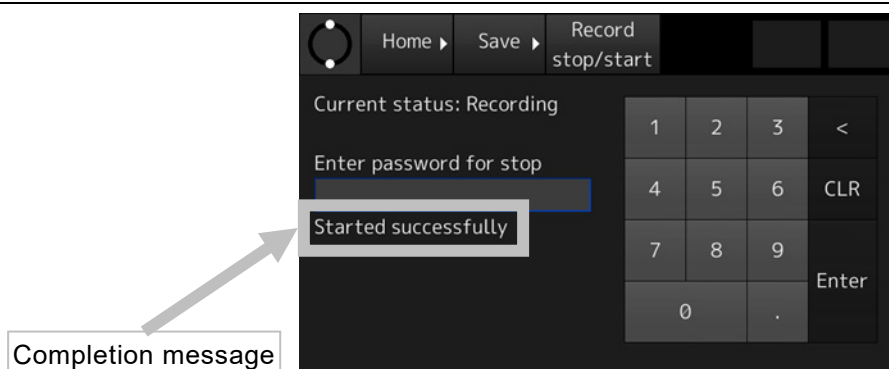 Home Save Record
stop/start
Current status: Recording
Enter password for stop
Started successfully
1 2 3 <
4 5 6 CLR
7 8 9
Enter
0 .
Completion message